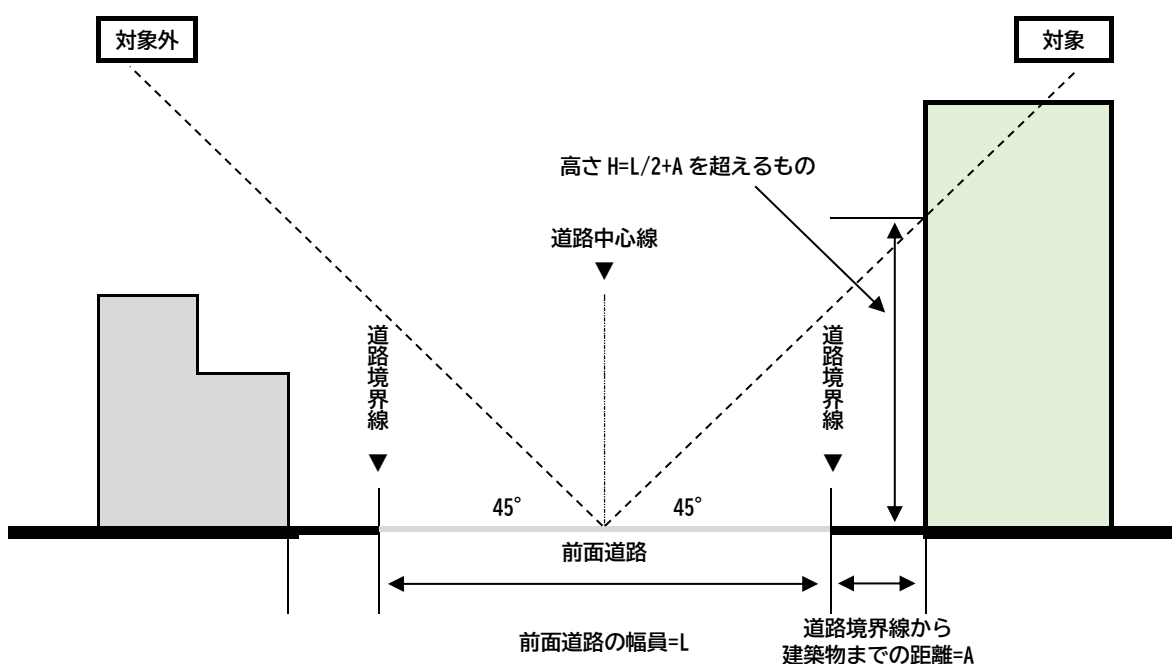 対象外
対象
高さ H=L/2+A を超えるもの
道路中心線
▼
道路境界線
▼
道路境界線
▼
45°
45°
前面道路
前面道路の幅員=L
道路境界線から
建築物までの距離=A